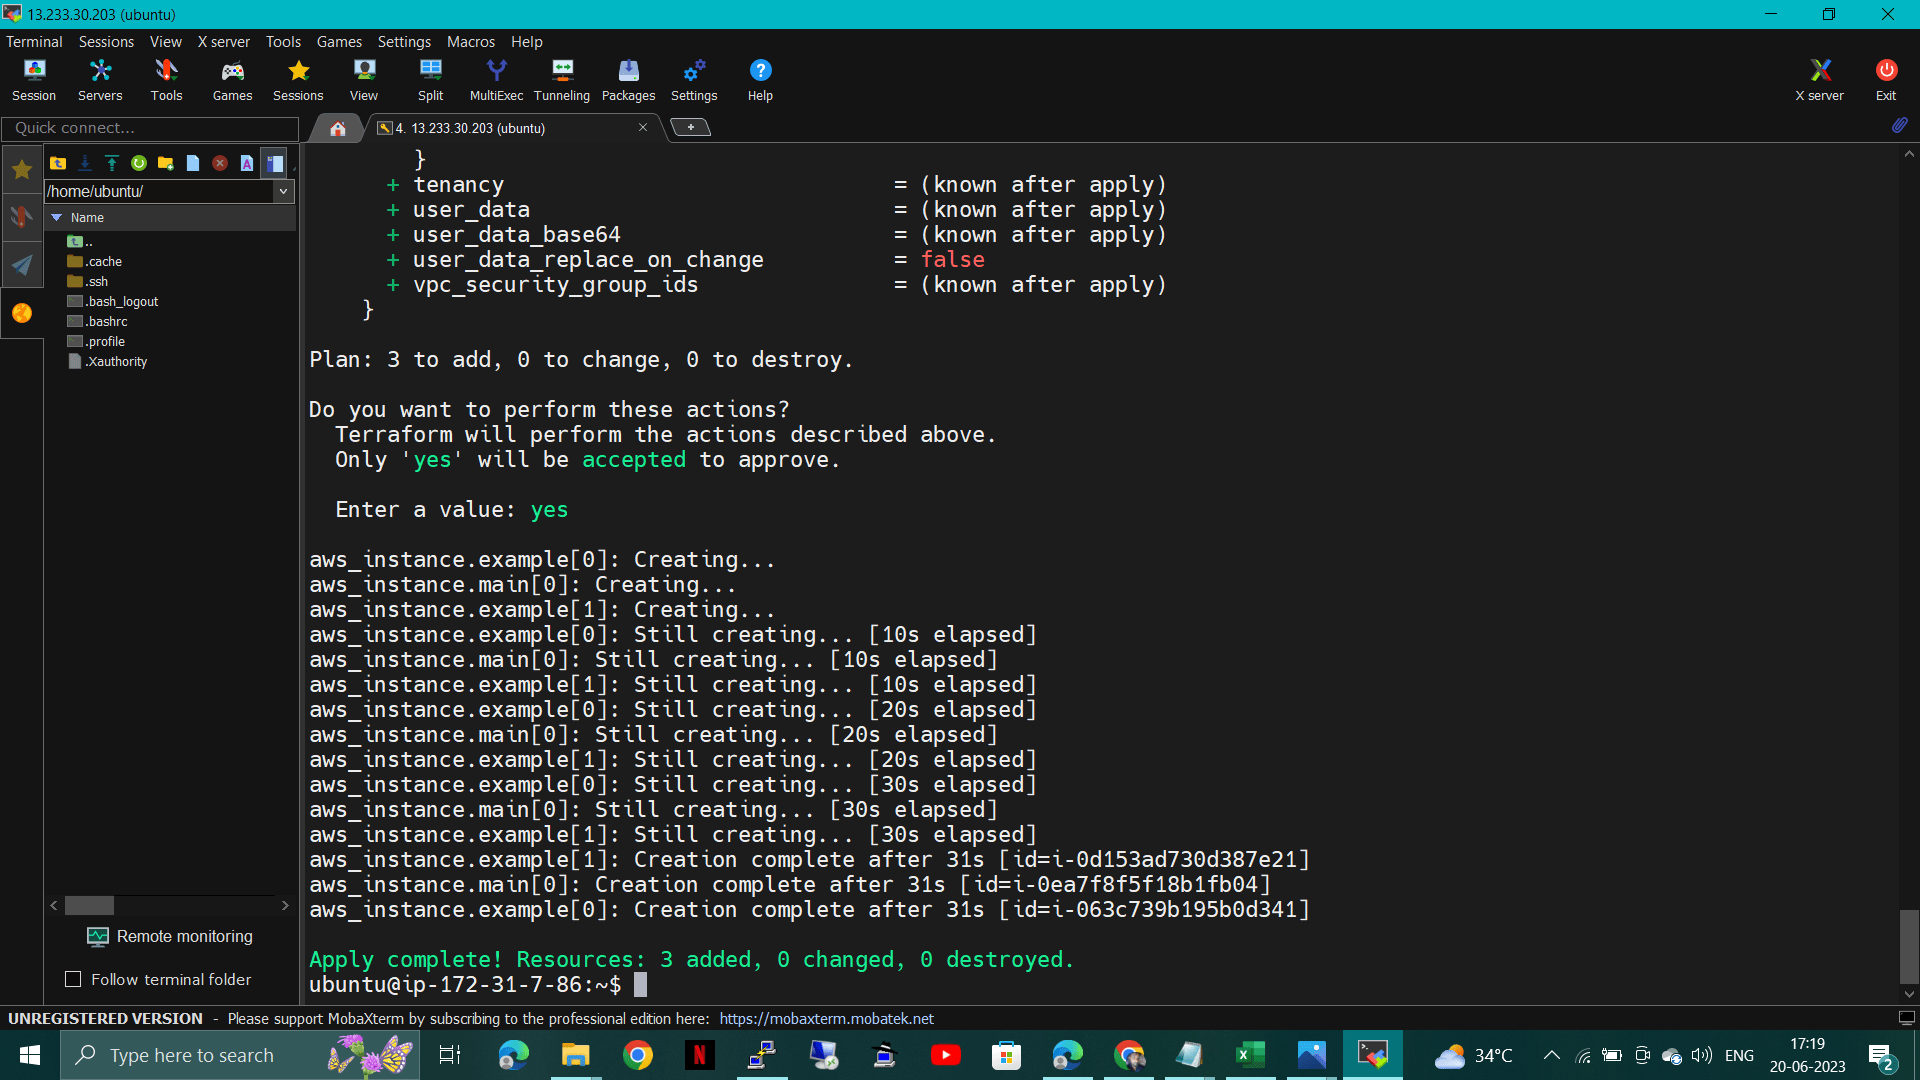 13.233.30.203 (ubuntu)
Terminal Sessions View X server Tools Games Settings Macros Help
Session Servers Tools Games Sessions View Split MultiExec Tunneling Packages Settings Help X server Exit
Quick connect...
4. 13.233.30.203 (ubuntu)
/home/ubuntu/
Name
..
.cache
.ssh
.bash_logout
.bashrc
.profile
.Xauthority
Remote monitoring
Follow terminal folder
}
+ tenancy = (known after apply)
+ user_data = (known after apply)
+ user_data_base64 = (known after apply)
+ user_data_replace_on_change = false
+ vpc_security_group_ids = (known after apply)
}
Plan: 3 to add, 0 to change, 0 to destroy.
Do you want to perform these actions?
Terraform will perform the actions described above.
Only 'yes' will be accepted to approve.
Enter a value: yes
aws_instance.example[0]: Creating...
aws_instance.main[0]: Creating...
aws_instance.example[1]: Creating...
aws_instance.example[0]: Still creating... [10s elapsed]
aws_instance.main[0]: Still creating... [10s elapsed]
aws_instance.example[1]: Still creating... [10s elapsed]
aws_instance.example[0]: Still creating... [20s elapsed]
aws_instance.main[0]: Still creating... [20s elapsed]
aws_instance.example[1]: Still creating... [20s elapsed]
aws_instance.example[0]: Still creating... [30s elapsed]
aws_instance.main[0]: Still creating... [30s elapsed]
aws_instance.example[1]: Still creating... [30s elapsed]
aws_instance.example[1]: Creation complete after 31s [id=i-0d153ad730d387e21]
aws_instance.main[0]: Creation complete after 31s [id=i-0ea7f8f5f18b1fb04]
aws_instance.example[0]: Creation complete after 31s [id=i-063c739b195b0d341]
Apply complete! Resources: 3 added, 0 changed, 0 destroyed.
ubuntu@ip-172-31-7-86:~$
UNREGISTERED VERSION - Please support MobaXterm by subscribing to the professional edition here: https://mobaxterm.mobatek.net
Type here to search
34°C
ENG
17:19
20-06-2023
2